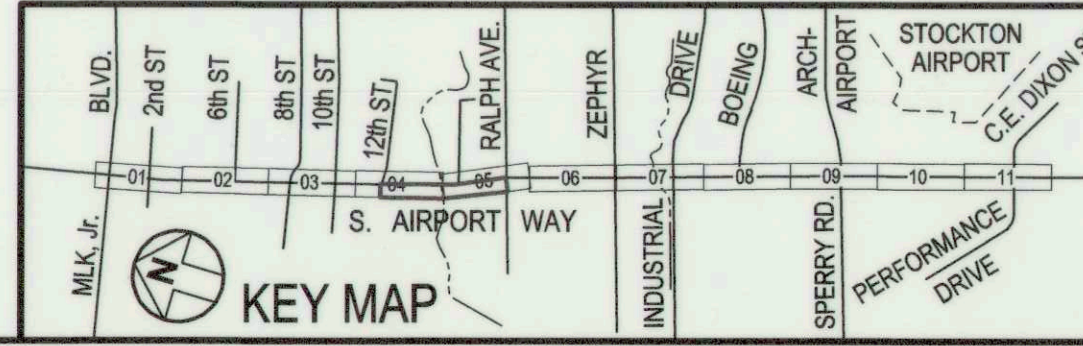 BLVD.
2nd ST
6th ST
8th ST
10th ST
12th ST
RALPH AVE.
ZEPHYR
DRIVE
BOEING
ARCH-
AIRPORT
STOCKTON
AIRPORT
C.E. DIXON
01
02
03
04
05
06
07
08
09
10
11
S. AIRPORT WAY
MLK, Jr.
N
KEY MAP
INDUSTRIAL
SPERRY RD.
PERFORMANCE
DRIVE